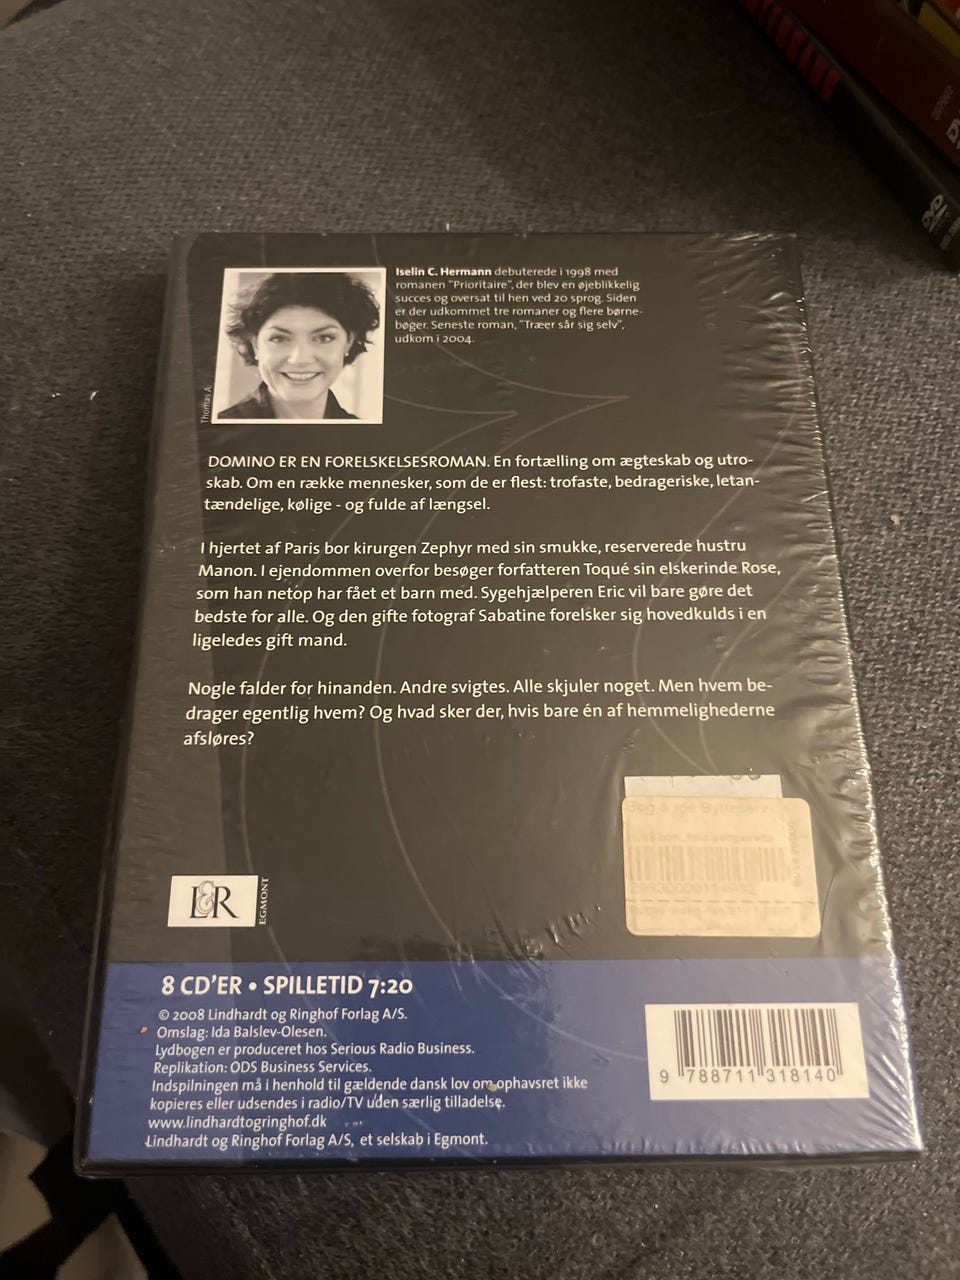 Iselin C. Hermann debuterede i 1998 med
romanen "Prioritaire", der blev en øjeblikkelig
succes og oversat til hen ved 20 sprog. Siden
er der udkommet tre romaner og flere børne-
bøger. Seneste roman, "Træer sår sig selv",
udkom i 2004.
Thomas A.
DOMINO ER EN FORELSKELSESROMAN. En fortælling om ægteskab og utro-
skab. Om en række mennesker, som de er flest: trofaste, bedrageriske, letan-
tændelige, kølige - og fulde af længsel.
I hjertet af Paris bor kirurgen Zephyr med sin smukke, reserverede hustru
Manon. I ejendommen overfor besøger forfatteren Toqué sin elskerinde Rose,
som han netop har fået et barn med. Sygehjælperen Eric vil bare gøre det
bedste for alle. Og den gifte fotograf Sabatine forelsker sig hovedkulds i en
ligeledes gift mand.
Nogle falder for hinanden. Andre svigtes. Alle skjuler noget. Men hvem be-
drager egentlig hvem? Og hvad sker der, hvis bare én af hemmelighederne
afsløres?
L&R
EGMONT
8 CD'ER • SPILLETID 7:20
© 2008 Lindhardt og Ringhof Forlag A/S.
Omslag: Ida Balslev-Olesen.
Lydbogen er produceret hos Serious Radio Business.
Replikation: ODS Business Services.
Indspilningen må i henhold til gældende dansk lov om ophavsret ikke
kopieres eller udsendes i radio/TV uden særlig tilladelse.
www.lindhardtogringhof.dk
Lindhardt og Ringhof Forlag A/S, et selskab i Egmont.
9 788711 318140
DVD